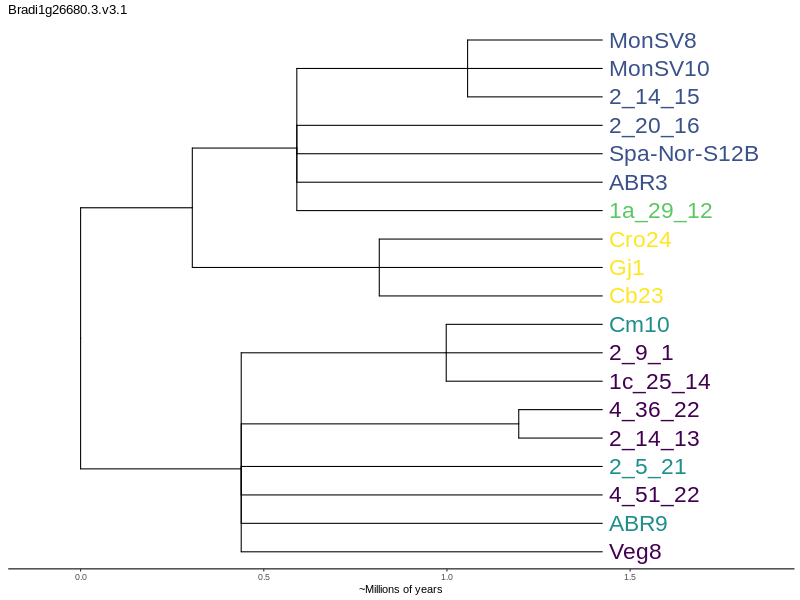 Bradi1g26680.3.v3.1
MonSV8
MonSV10
2_14_15
2_20_16
Spa-Nor-S12B
ABR3
1a_29_12
Cro24
Gj1
Cb23
Cm10
2_9_1
1c_25_14
4_36_22
2_14_13
2_5_21
4_51_22
ABR9
Veg8
0.0 0.5 1.0 1.5
~Millions of years